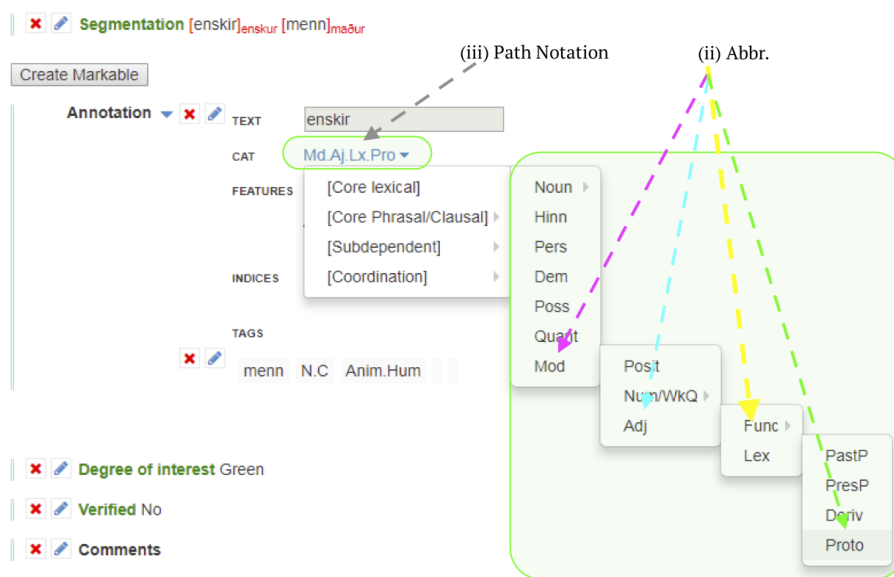 Segmentation [enskir]enskur [menn]maður
(iii) Path Notation
(ii) Abbr.
Create Markable
Annotation
TEXT
enskir
CAT
Md.Aj.Lx.Pro
FEATURES
[Core lexical]
[Core Phrasal/Clausal]
[Subdependent]
[Coordination]
INDICES
TAGS
menn N.C Anim.Hum
Noun
Hinn
Pers
Dem
Poss
Quant
Mod
Posit
Num/WkQ
Adj
Func
Lex
PastP
PresP
Deriv
Proto
Degree of interest Green
Verified No
Comments